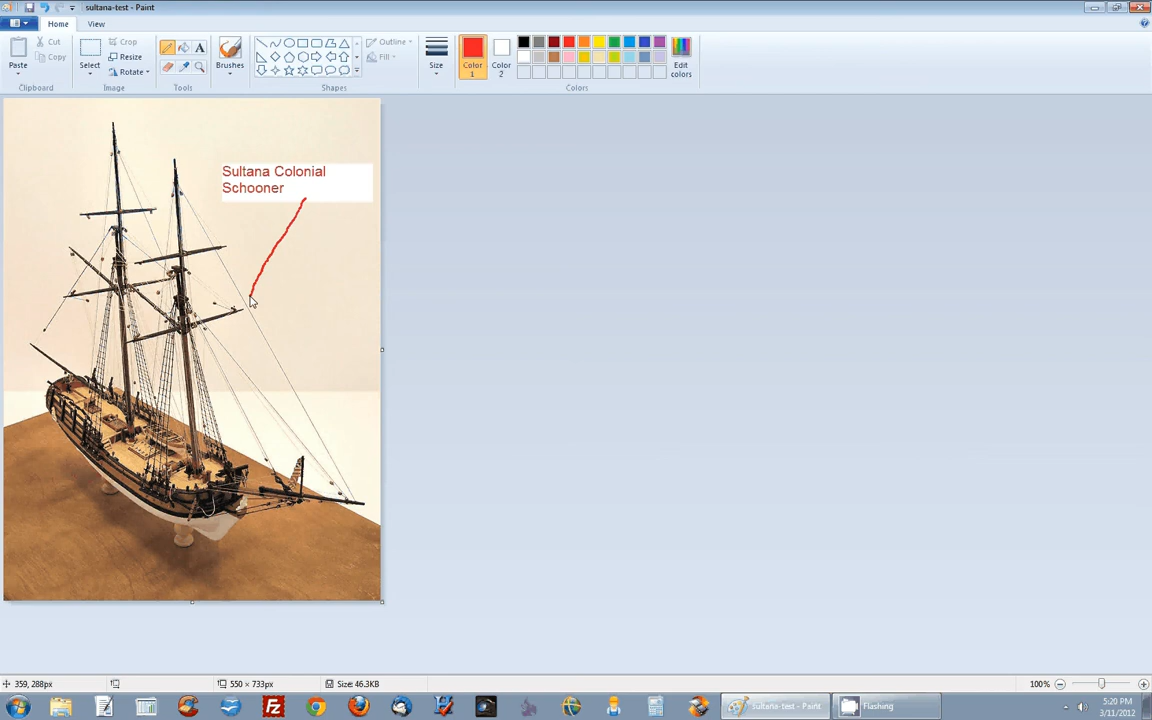 sultana-test - Paint
Home
View
Paste
Cut
Copy
Clipboard
Select
Crop
Resize
Rotate
Image
A
Tools
Brushes
Outline
Fill
Shapes
Size
Color
1
Color
2
Edit
colors
Colors
Sultana Colonial
Schooner
359, 288px
550 × 733px
Size: 46.3KB
100%
Fz
sultana-test - Paint
Flashing
5:20 PM
3/11/2012